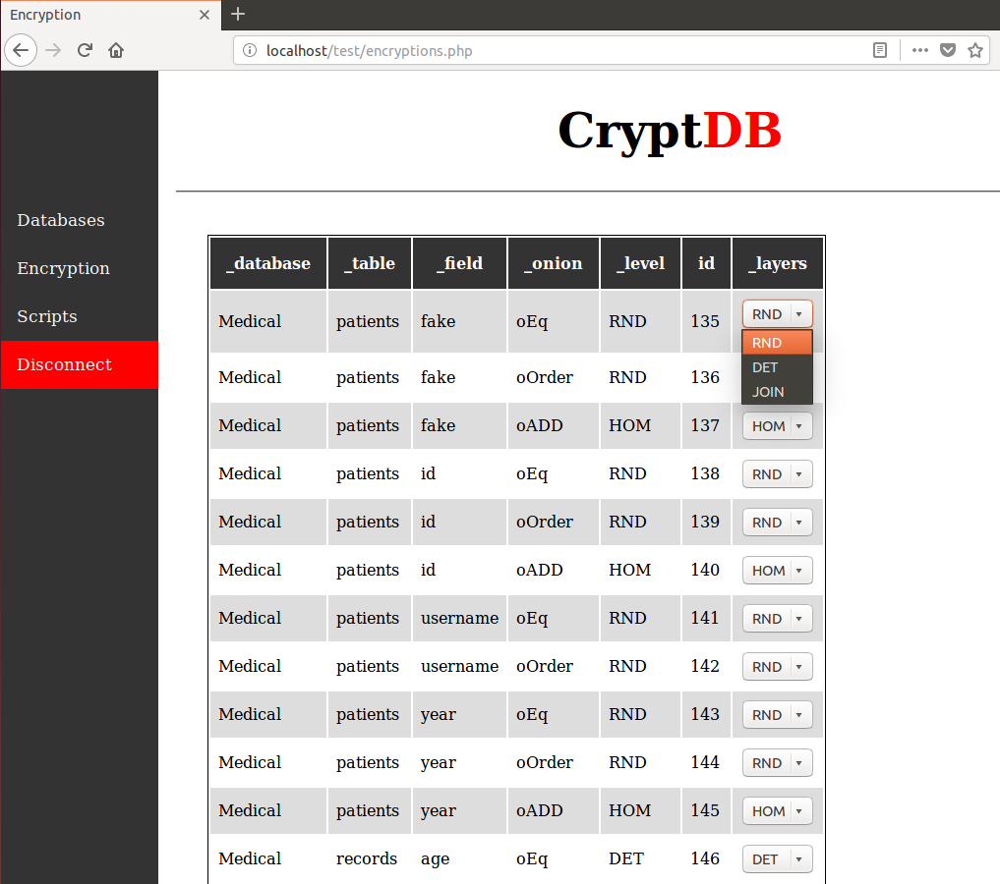 Encryption
localhost/test/encryptions.php
CryptDB
Databases
Encryption
Scripts
Disconnect
_database _table _field _onion _level id _layers
Medical patients fake oEq RND 135 RND
RND
DET
JOIN
Medical patients fake oOrder RND 136
Medical patients fake oADD HOM 137 HOM
Medical patients id oEq RND 138 RND
Medical patients id oOrder RND 139 RND
Medical patients id oADD HOM 140 HOM
Medical patients username oEq RND 141 RND
Medical patients username oOrder RND 142 RND
Medical patients year oEq RND 143 RND
Medical patients year oOrder RND 144 RND
Medical patients year oADD HOM 145 HOM
Medical records age oEq DET 146 DET